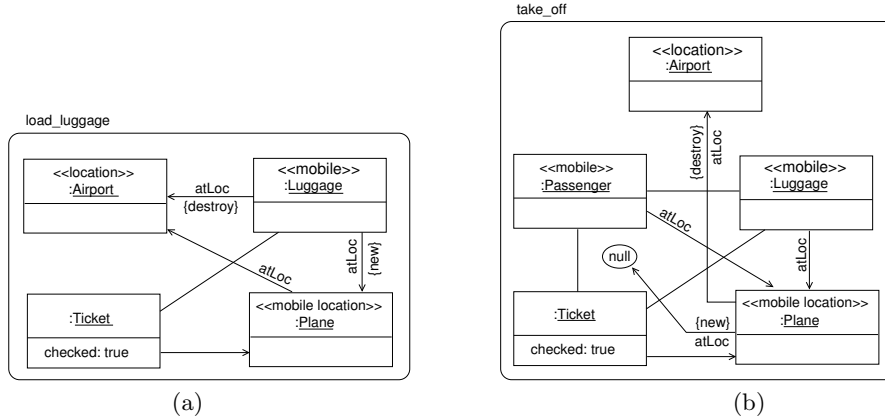 load_luggage
<<location>>
:Airport
<<mobile>>
:Luggage
atLoc
{destroy}
atLoc
{new}
atLoc
:Ticket
checked: true
<<mobile location>>
:Plane
(a)
take_off
<<location>>
:Airport
{destroy}
atLoc
<<mobile>>
:Passenger
<<mobile>>
:Luggage
atLoc
atLoc
null
:Ticket
checked: true
{new}
atLoc
<<mobile location>>
:Plane
(b)